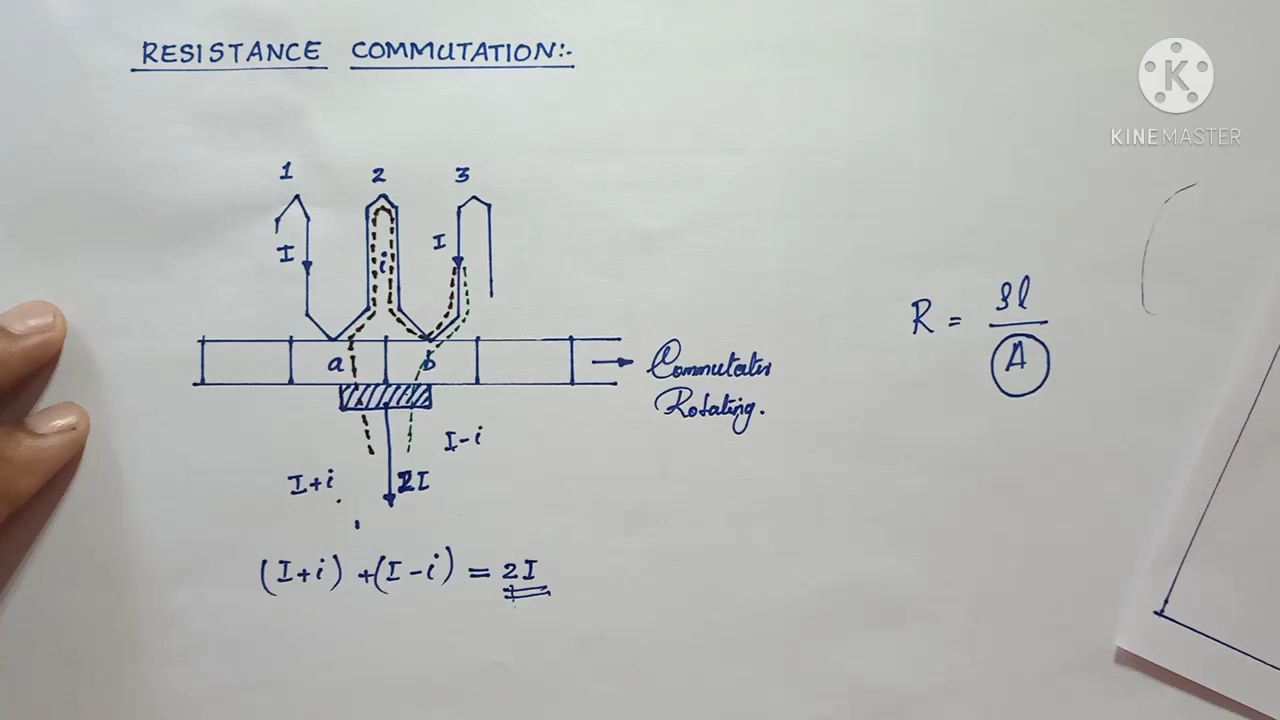 RESISTANCE COMMUTATION:-
K
KINEMASTER
1 2 3
I i I
a b
Commutator
Rotating.
R = ρl
A
I-i
I+i 2I
(I+i) + (I-i) = 2I